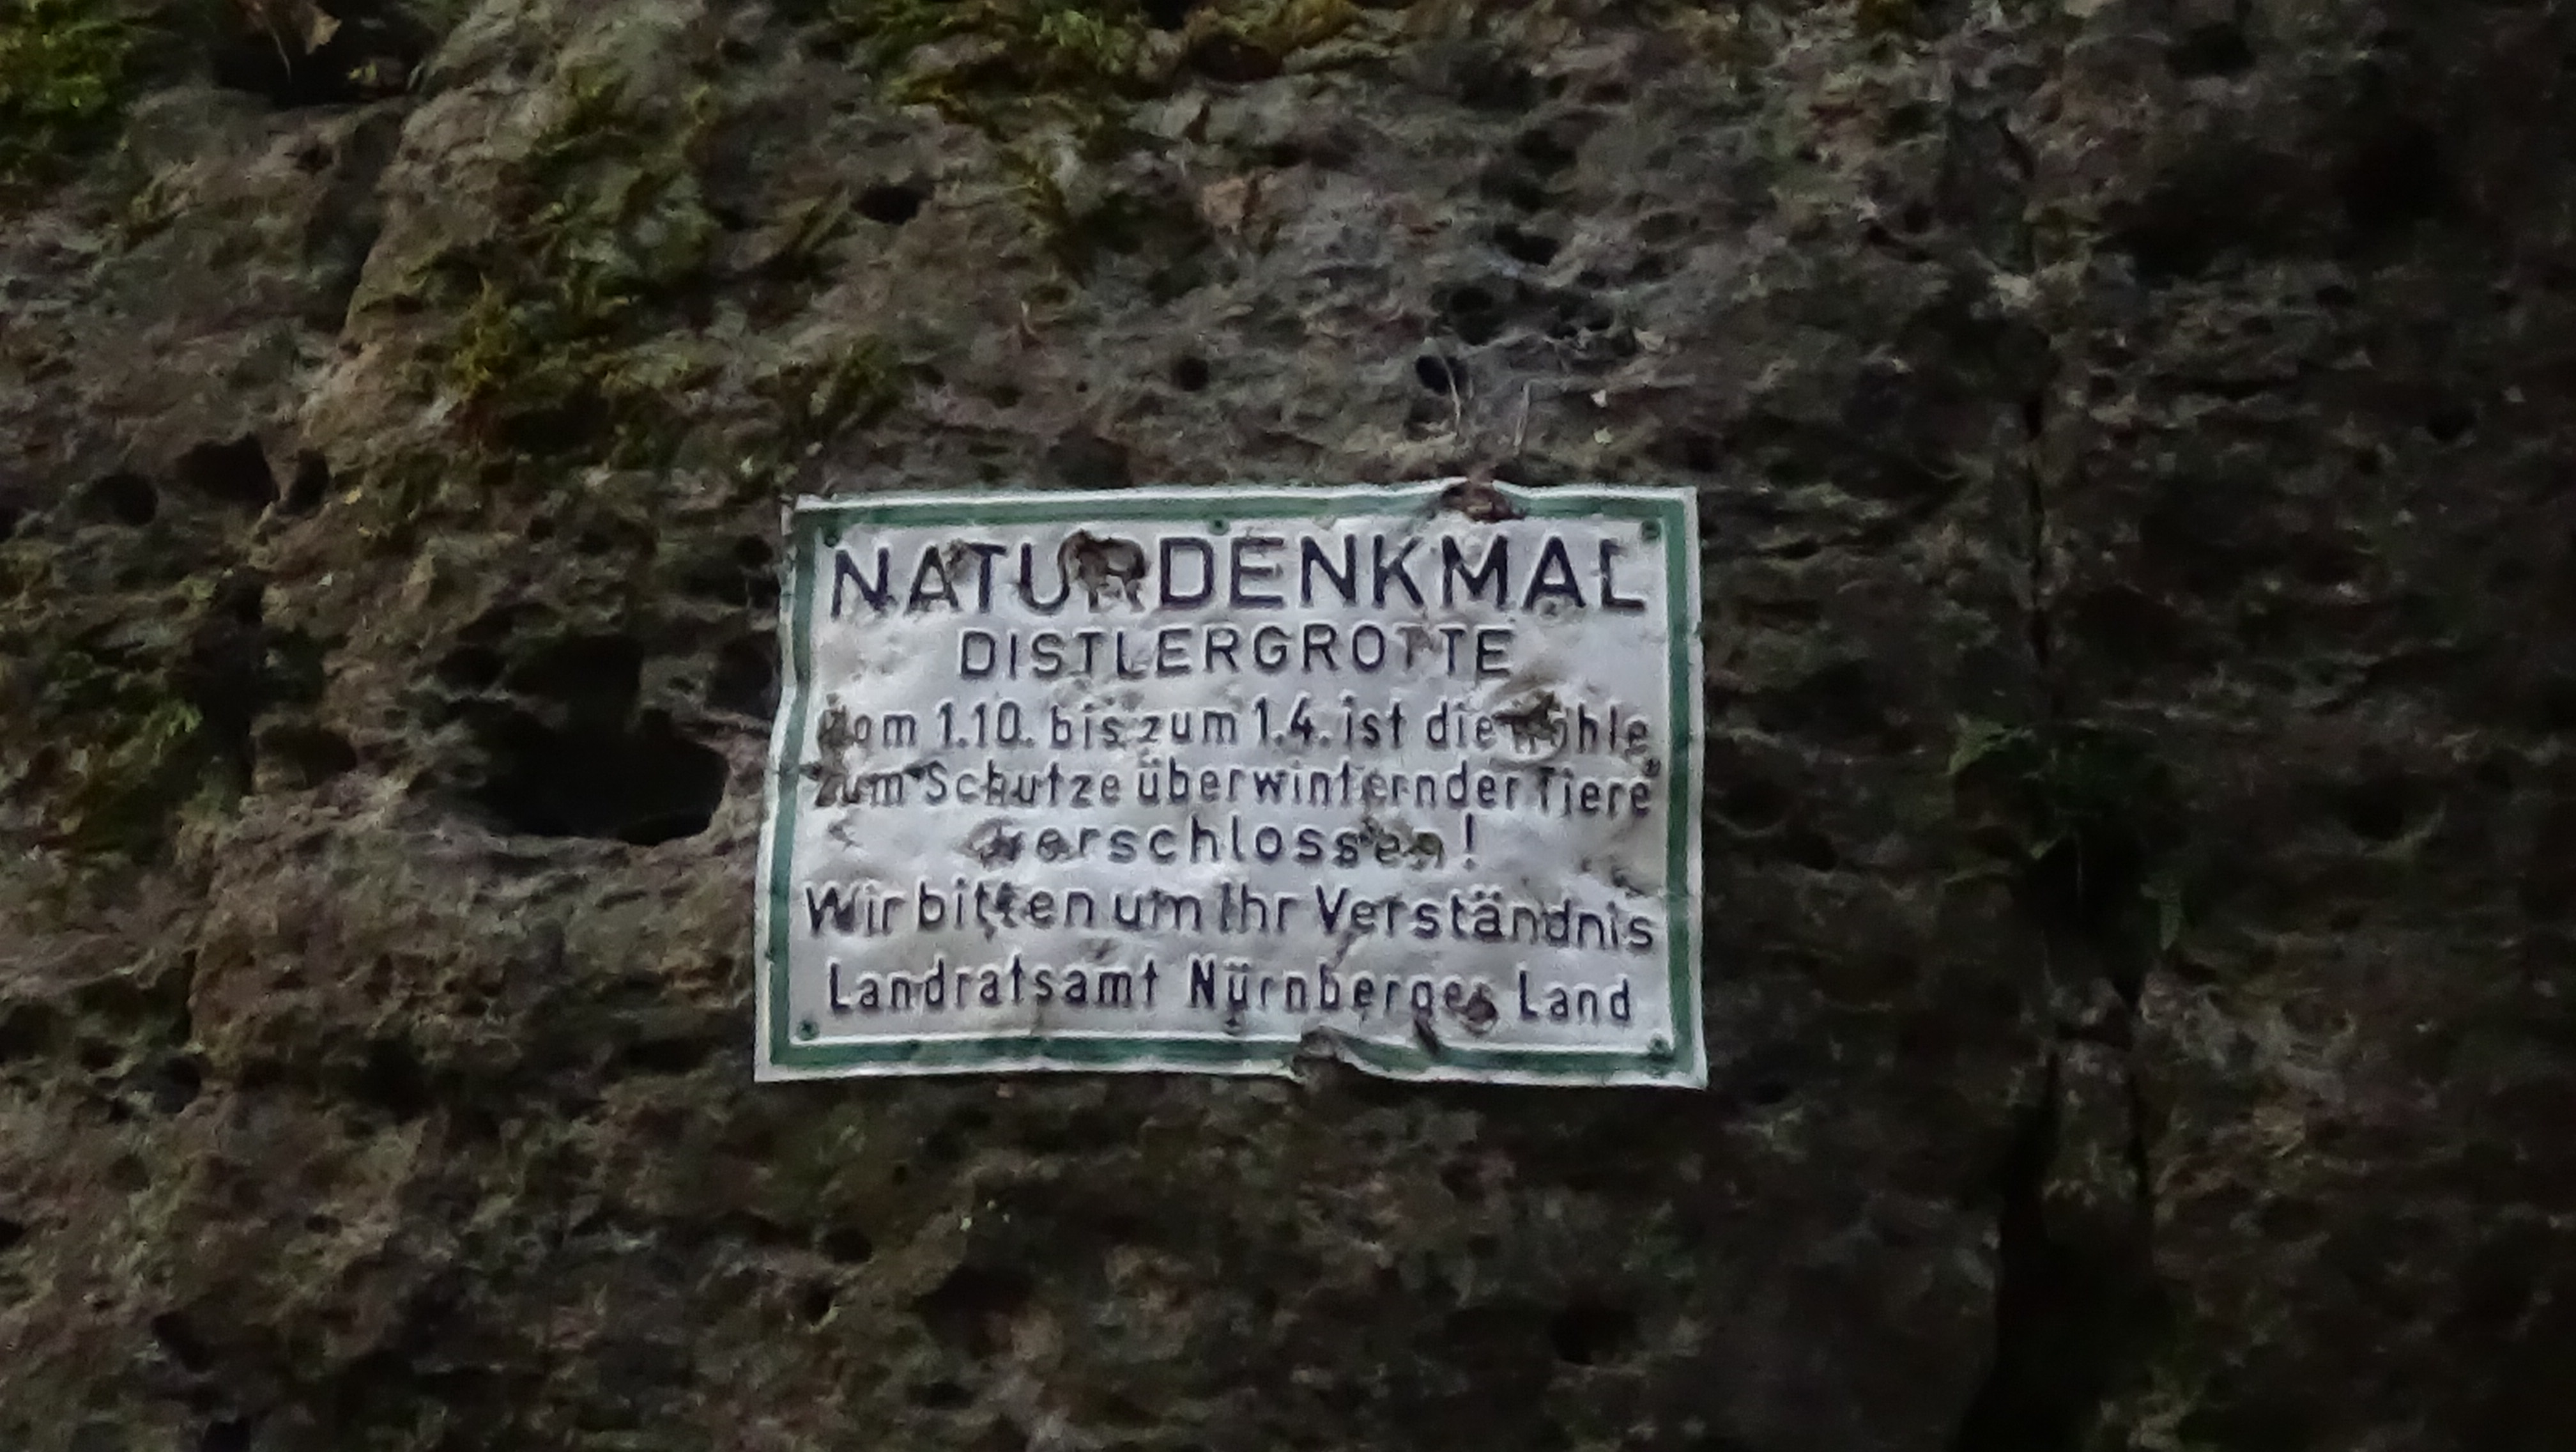 NATURDENKMAL
DISTLERGROTTE
Vom 1.10. bis zum 1.4. ist die Höhle
zum Schutze überwinternder Tiere
verschlossen!
Wir bitten um Ihr Verständnis
Landratsamt Nürnberger Land